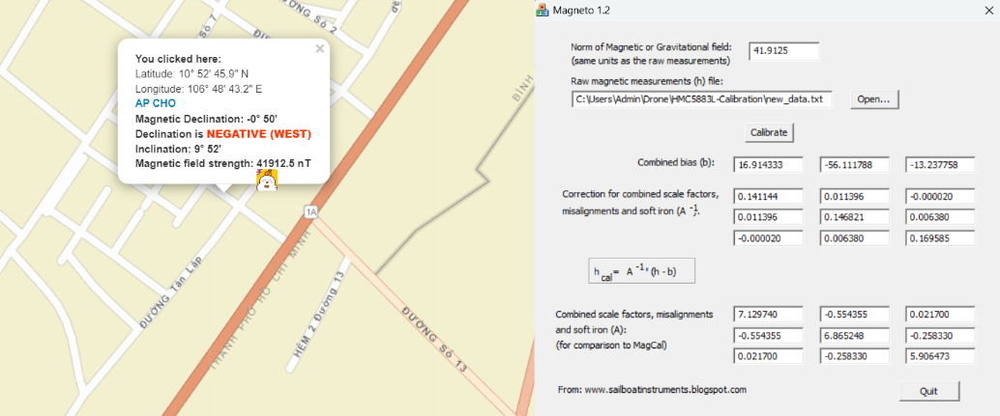 ĐƯỜNG Số 2
ĐƯỜNG Số 7
You clicked here:
Latitude: 10° 52' 45.9" N
Longitude: 106° 48' 43.2" E
AP CHO
Magnetic Declination: -0° 50'
Declination is NEGATIVE (WEST)
Inclination: 9° 52'
Magnetic field strength: 41912.5 nT
1A
ĐƯỜNG Tân Lập
THÀNH PHỐ HỒ CHÍ MINH
HẺM 2 Đường 13
ĐƯỜNG Số 13
BÌNH
Magneto 1.2
Norm of Magnetic or Gravitational field:
(same units as the raw measurements)
41.9125
Raw magnetic measurements (h) file:
C:\Users\Admin\Drone\HMC5883L-Calibration\new_data.txt
Open...
Calibrate
Combined bias (b):
16.914333 -56.111788 -13.237758
Correction for combined scale factors,
misalignments and soft iron (A -1 ):
0.141144 0.011396 -0.000020
0.011396 0.146821 0.006380
-0.000020 0.006380 0.169585
h cal = A -1 * (h - b)
Combined scale factors, misalignments
and soft iron (A):
(for comparison to MagCal)
7.129740 -0.554355 0.021700
-0.554355 6.865248 -0.258330
0.021700 -0.258330 5.906473
From: www.sailboatinstruments.blogspot.com
Quit